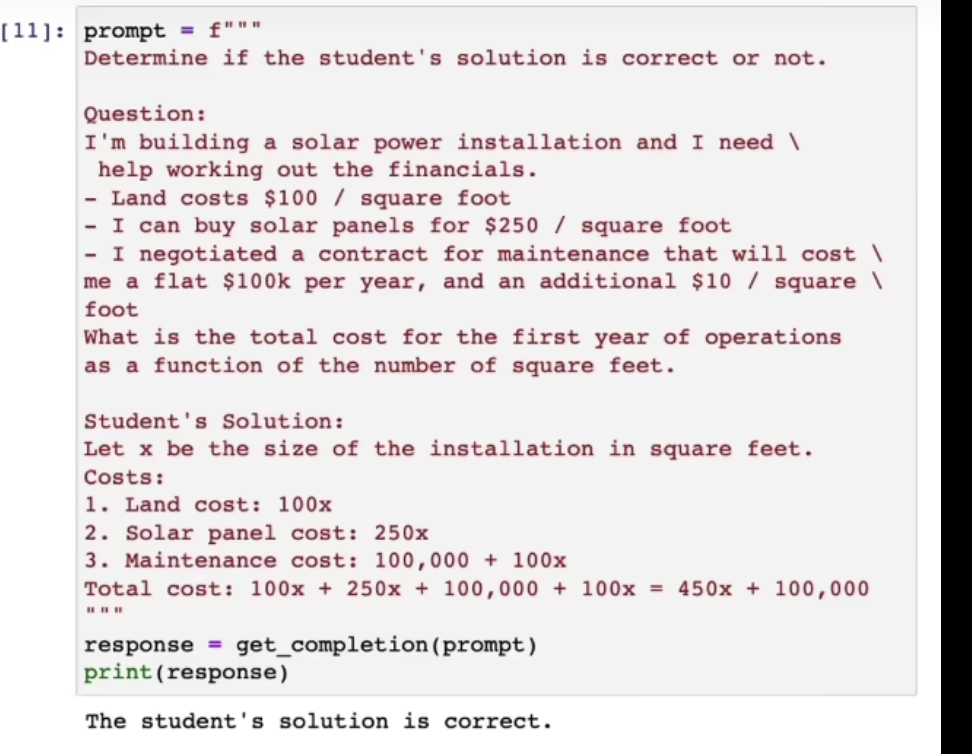 [11]: prompt = f"""
Determine if the student's solution is correct or not.
Question:
I'm building a solar power installation and I need \
 help working out the financials.
- Land costs $100 / square foot
- I can buy solar panels for $250 / square foot
- I negotiated a contract for maintenance that will cost \
me a flat $100k per year, and an additional $10 / square \
foot
What is the total cost for the first year of operations
as a function of the number of square feet.
Student's Solution:
Let x be the size of the installation in square feet.
Costs:
1. Land cost: 100x
2. Solar panel cost: 250x
3. Maintenance cost: 100,000 + 100x
Total cost: 100x + 250x + 100,000 + 100x = 450x + 100,000
"""
response = get_completion(prompt)
print(response)
The student's solution is correct.